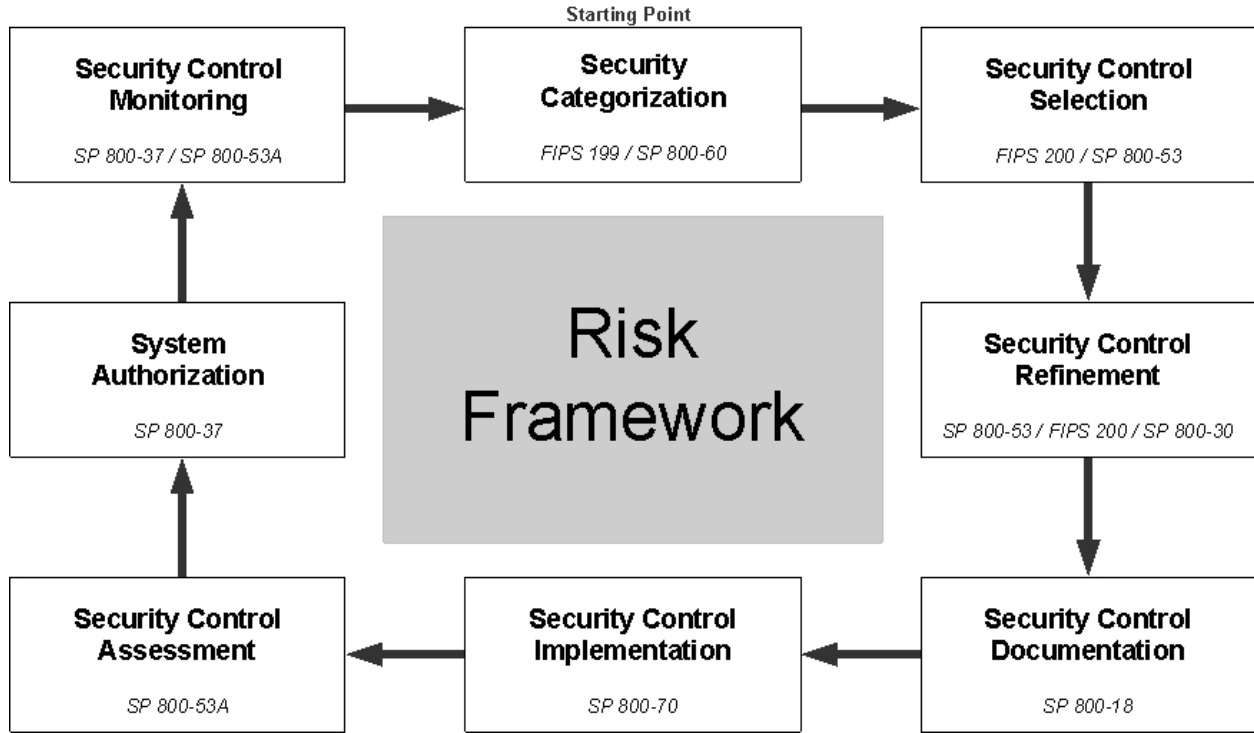 Starting Point
Security Control
Monitoring
SP 800-37 / SP 800-53A
Security
Categorization
FIPS 199 / SP 800-60
Security Control
Selection
FIPS 200 / SP 800-53
System
Authorization
SP 800-37
Risk
Framework
Security Control
Refinement
SP 800-53 / FIPS 200 / SP 800-30
Security Control
Assessment
SP 800-53A
Security Control
Implementation
SP 800-70
Security Control
Documentation
SP 800-18